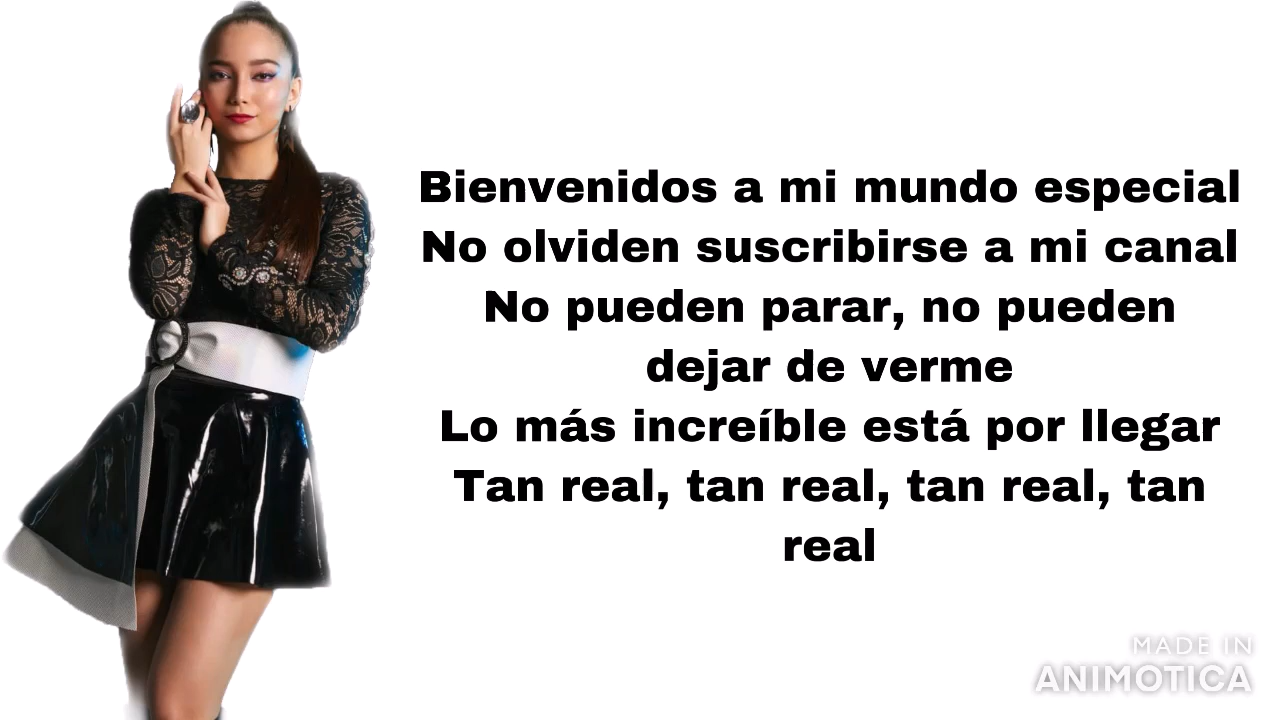 Bienvenidos a mi mundo especial
No olviden suscribirse a mi canal
No pueden parar, no pueden
dejar de verme
Lo más increíble está por llegar
Tan real, tan real, tan real, tan
real
MADE IN
ANIMOTICA